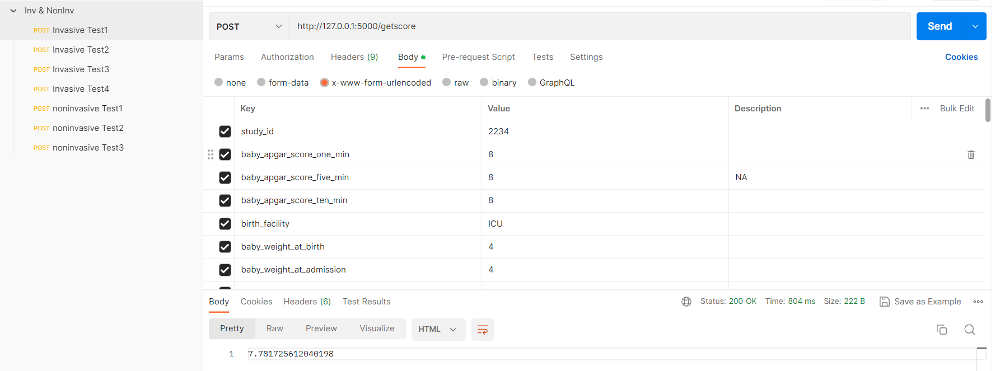 Inv & NonInv
POST Invasive Test1
POST Invasive Test2
POST Invasive Test3
POST Invasive Test4
POST noninvasive Test1
POST noninvasive Test2
POST noninvasive Test3
POST http://127.0.0.1:5000/getscore Send
Params Authorization Headers (9) Body Pre-request Script Tests Settings Cookies
none form-data x-www-form-urlencoded raw binary GraphQL
Key Value Description Bulk Edit
study_id 2234
baby_apgar_score_one_min 8
baby_apgar_score_five_min 8 NA
baby_apgar_score_ten_min 8
birth_facility ICU
baby_weight_at_birth 4
baby_weight_at_admission 4
Body Cookies Headers (6) Test Results Status: 200 OK Time: 804 ms Size: 222 B Save as Example
Pretty Raw Preview Visualize HTML
1 7.781725612040198